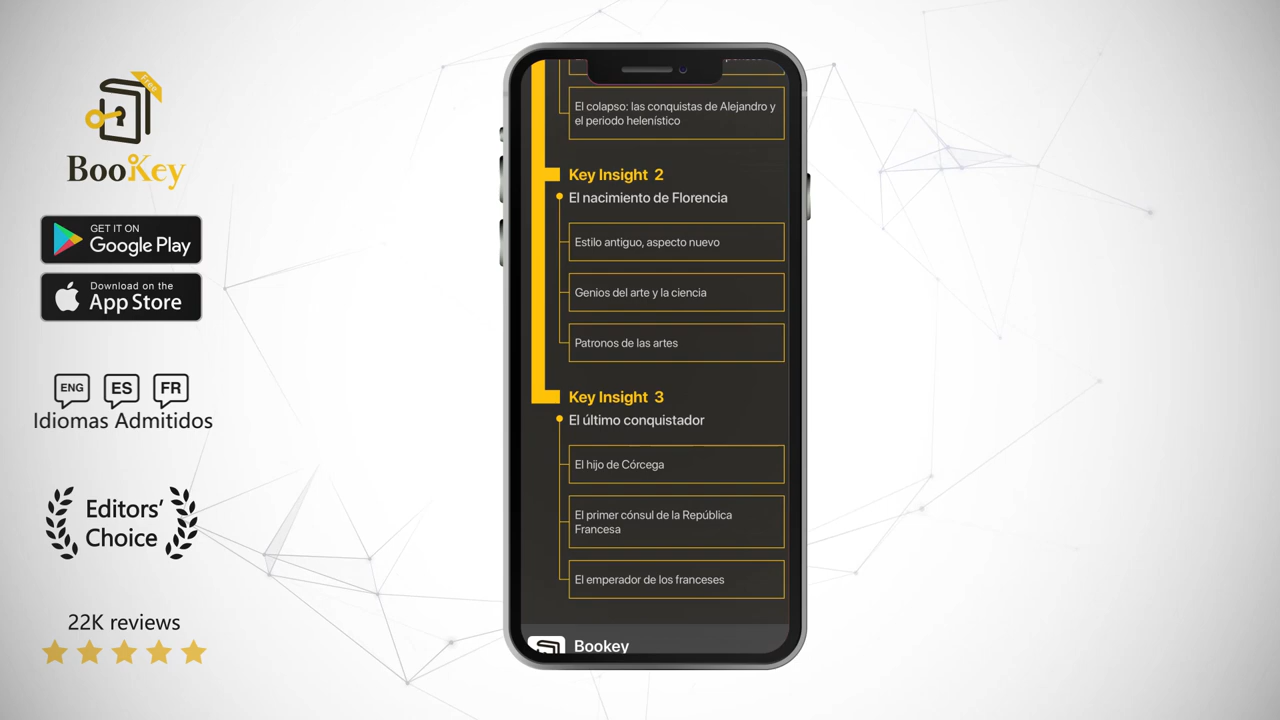 Free
BooKey
GET IT ON
Google Play
Download on the
App Store
ENG
ES
FR
Idiomas Admitidos
Editors'
Choice
22K reviews
El colapso: las conquistas de Alejandro y
el periodo helenístico
Key Insight 2
El nacimiento de Florencia
Estilo antiguo, aspecto nuevo
Genios del arte y la ciencia
Patronos de las artes
Key Insight 3
El último conquistador
El hijo de Córcega
El primer cónsul de la República
Francesa
El emperador de los franceses
Bookey